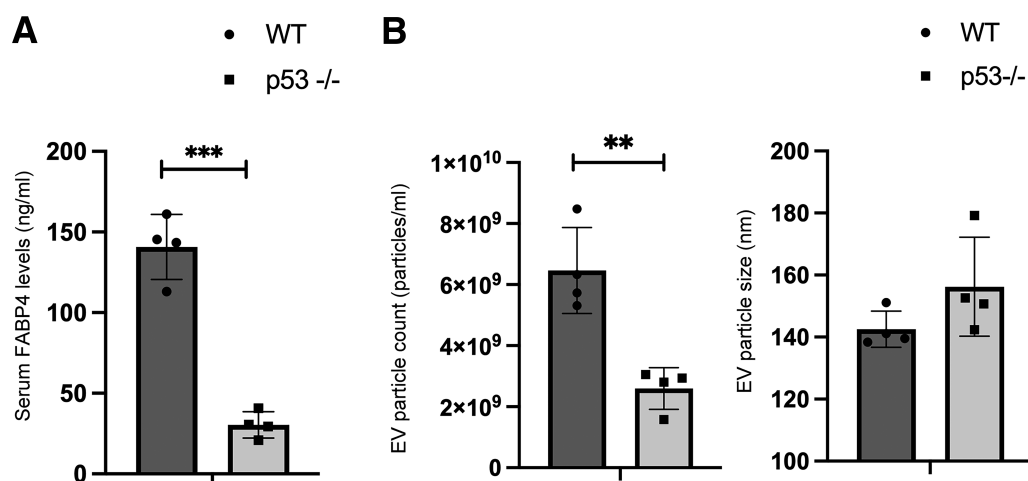 A
WT
p53 -/-
Serum FABP4 levels (ng/ml)
200
150
100
50
0
***
B
EV particle count (particles/ml)
1×10¹⁰
8×10⁹
6×10⁹
4×10⁹
2×10⁹
0
**
WT
p53-/-
EV particle size (nm)
200
180
160
140
120
100